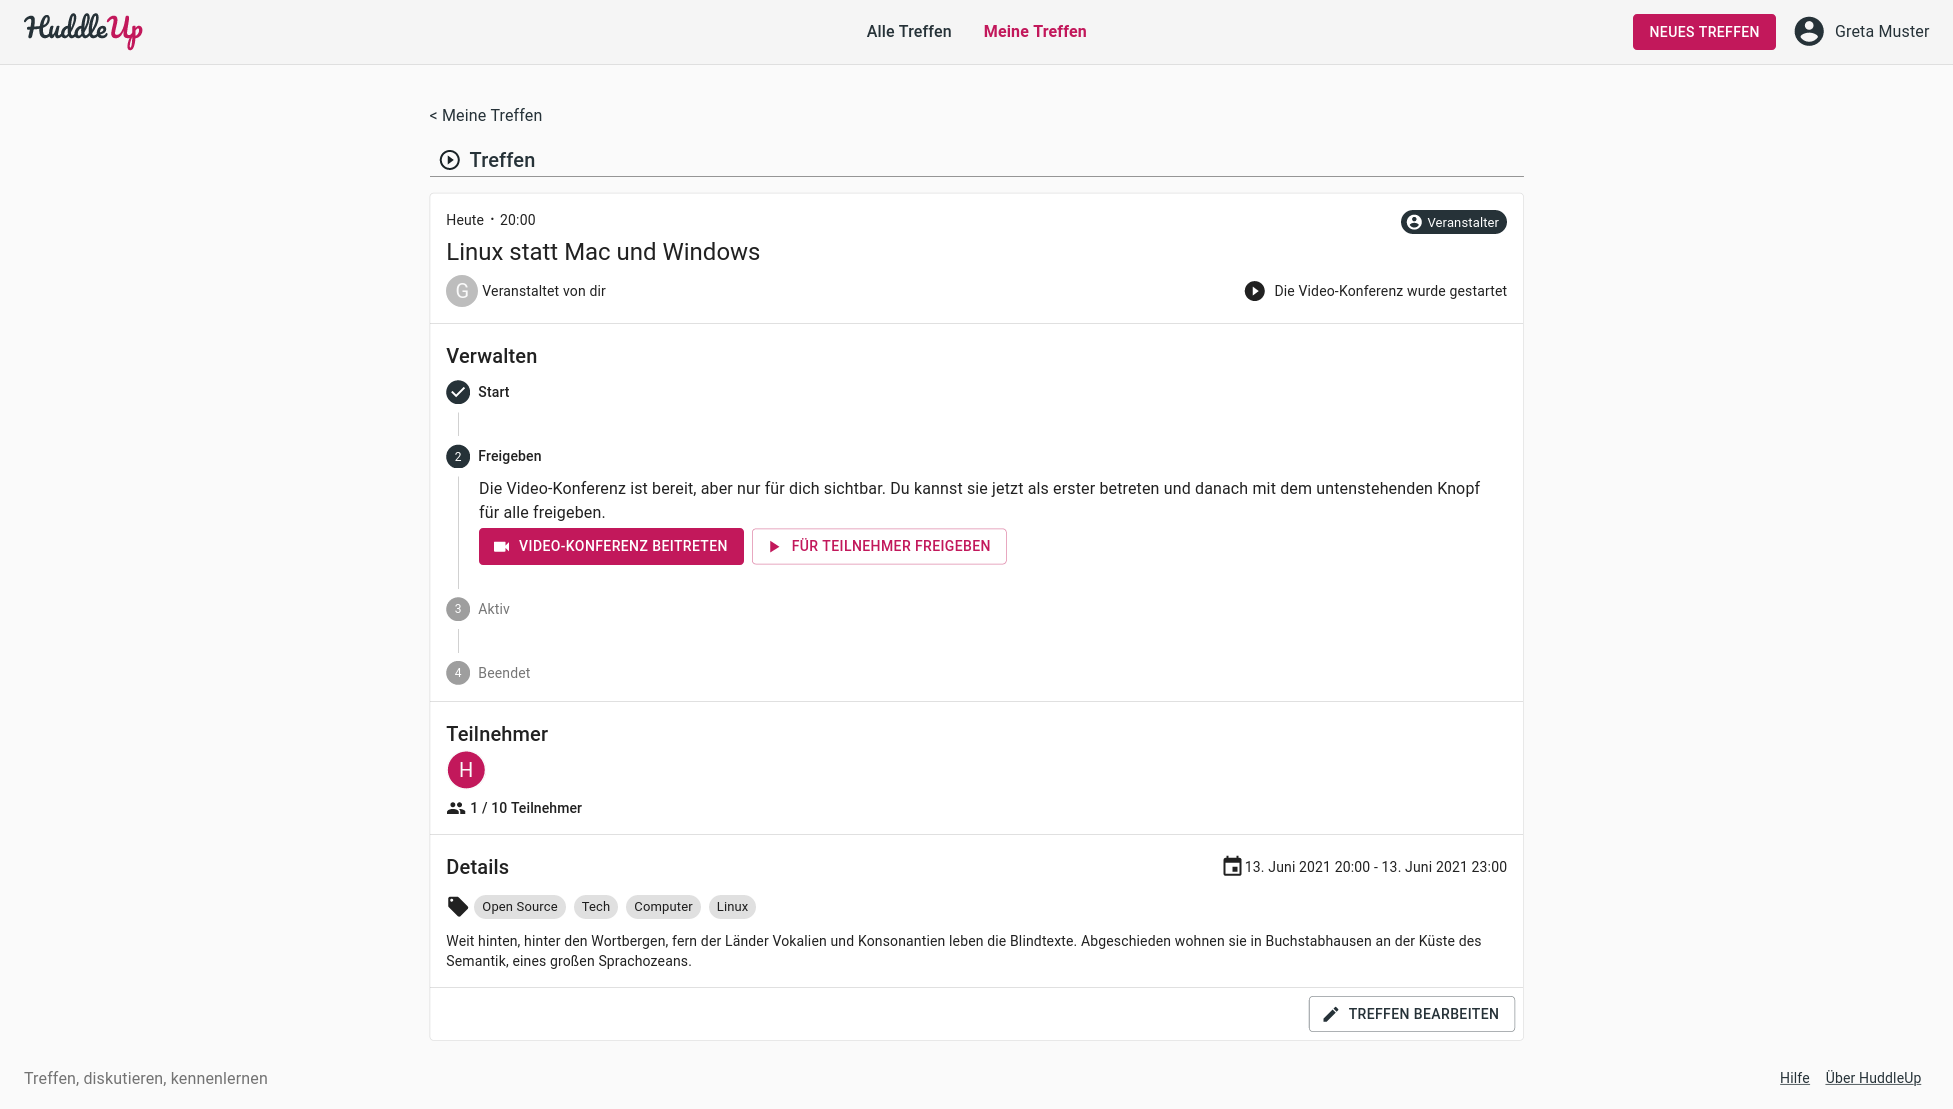 HuddleUp
Alle Treffen
Meine Treffen
NEUES TREFFEN
Greta Muster
< Meine Treffen
Treffen
Heute · 20:00
Veranstalter
Linux statt Mac und Windows
G
Veranstaltet von dir
Die Video-Konferenz wurde gestartet
Verwalten
Start
2
Freigeben
Die Video-Konferenz ist bereit, aber nur für dich sichtbar. Du kannst sie jetzt als erster betreten und danach mit dem untenstehenden Knopf
für alle freigeben.
VIDEO-KONFERENZ BEITRETEN
FÜR TEILNEHMER FREIGEBEN
3
Aktiv
4
Beendet
Teilnehmer
H
1 / 10 Teilnehmer
Details
13. Juni 2021 20:00 - 13. Juni 2021 23:00
Open Source
Tech
Computer
Linux
Weit hinten, hinter den Wortbergen, fern der Länder Vokalien und Konsonantien leben die Blindtexte. Abgeschieden wohnen sie in Buchstabhausen an der Küste des
Semantik, eines großen Sprachozeans.
TREFFEN BEARBEITEN
Treffen, diskutieren, kennenlernen
Hilfe
Über HuddleUp